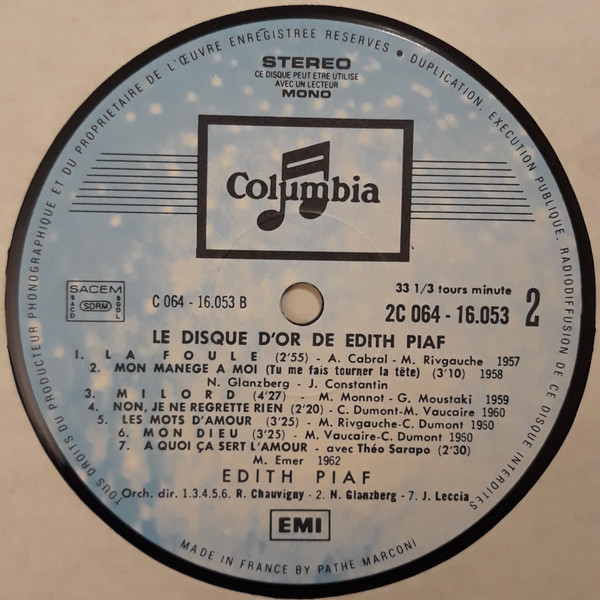 TOUS DROITS DU PRODUCTEUR PHONOGRAPHIQUE ET DU PROPRIETAIRE DE L'ŒUVRE ENREGISTREE RESERVES • DUPLICATION, EXECUTION PUBLIQUE, RADIODIFFUSION DE CE DISQUE INTERDITES
STEREO
CE DISQUE PEUT ETRE UTILISE
AVEC UN LECTEUR
MONO
Columbia
SACEM
SACD SDRM SGDL
C 064 - 16.053 B
33 1/3 tours minute
2C 064 - 16.053 2
LE DISQUE D'OR DE EDITH PIAF
1. LA FOULE (2'55) - A. Cabral - M. Rivgauche 1957
2. MON MANEGE A MOI (Tu me fais tourner la tête) (3'10) 1958
N. Glanzberg - J. Constantin
3. MILORD (4'27) - M. Monnot - G. Moustaki 1959
4. NON, JE NE REGRETTE RIEN (2'20) - C. Dumont-M. Vaucaire 1960
5. LES MOTS D'AMOUR (3'25) - M. Rivgauche-C. Dumont 1960
6. MON DIEU (3'25) - M. Vaucaire-C. Dumont 1960
7. A QUOI ÇA SERT L'AMOUR - avec Théo Sarapo (2'30)
M. Emer 1962
EDITH PIAF
Orch. dir. 1.3.4.5.6. R. Chauvigny - 2. N. Glanzberg - 7. J. Leccia
EMI
MADE IN FRANCE BY PATHE MARCONI